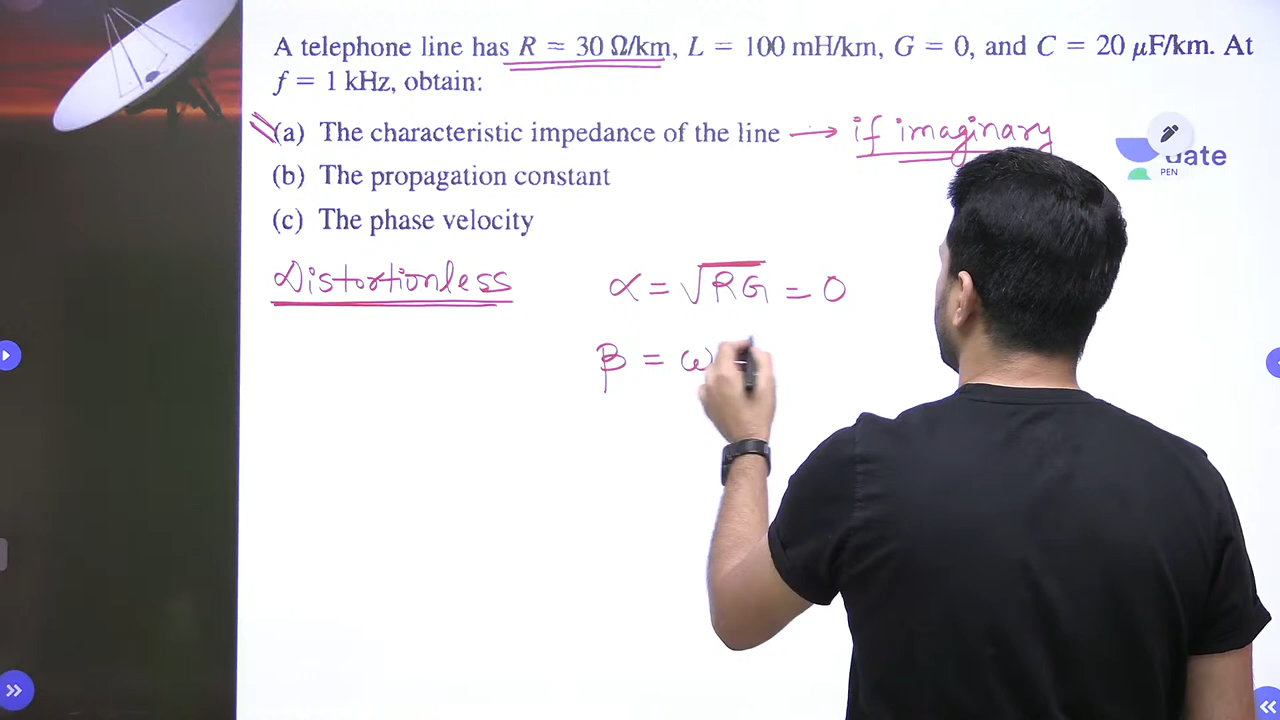 A telephone line has R = 30 Ω/km, L = 100 mH/km, G = 0, and C = 20 μF/km. At
f = 1 kHz, obtain:
(a) The characteristic impedance of the line → if imaginary
(b) The propagation constant
(c) The phase velocity
PEN
Distortionless
α = √RG = 0
β = ω